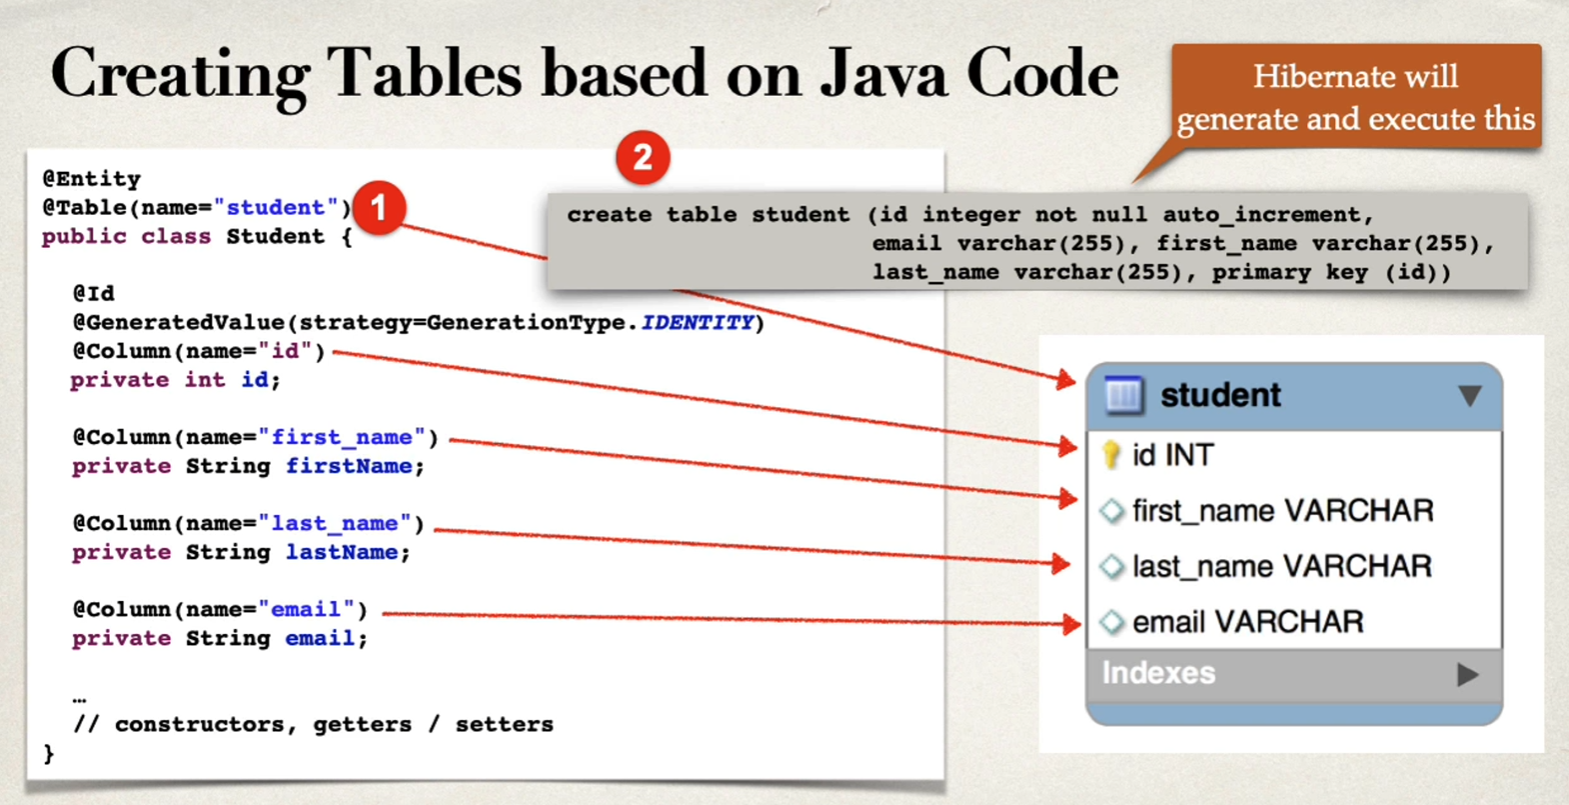 Creating Tables based on Java Code
Hibernate will
generate and execute this
@Entity
@Table(name="student")
public class Student {
@Id
@GeneratedValue(strategy=GenerationType.IDENTITY)
@Column(name="id")
private int id;
@Column(name="first_name")
private String firstName;
@Column(name="last_name")
private String lastName;
@Column(name="email")
private String email;
…
// constructors, getters / setters
}
1
2
create table student (id integer not null auto_increment,
email varchar(255), first_name varchar(255),
last_name varchar(255), primary key (id))
student
id INT
first_name VARCHAR
last_name VARCHAR
email VARCHAR
Indexes